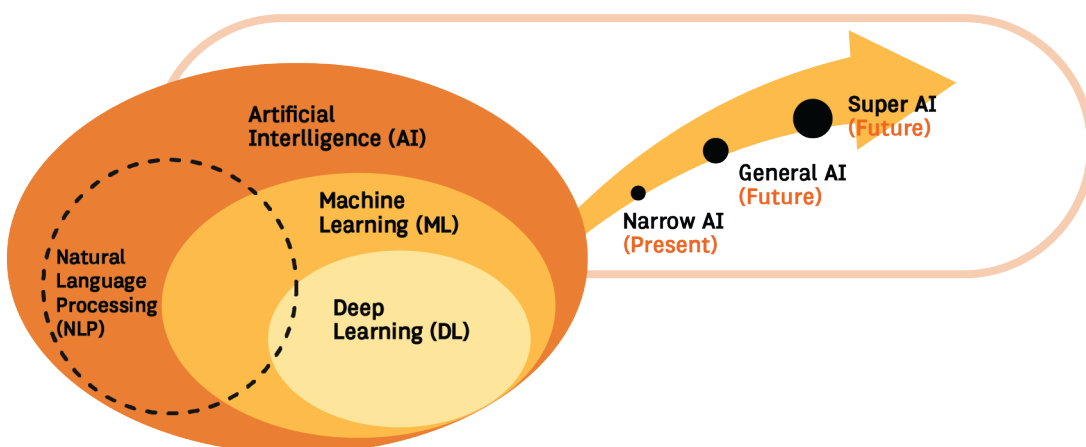 Artificial
Interlligence (AI)
Machine
Learning (ML)
Natural
Language
Processing
(NLP)
Deep
Learning (DL)
Narrow AI
(Present)
General AI
(Future)
Super AI
(Future)